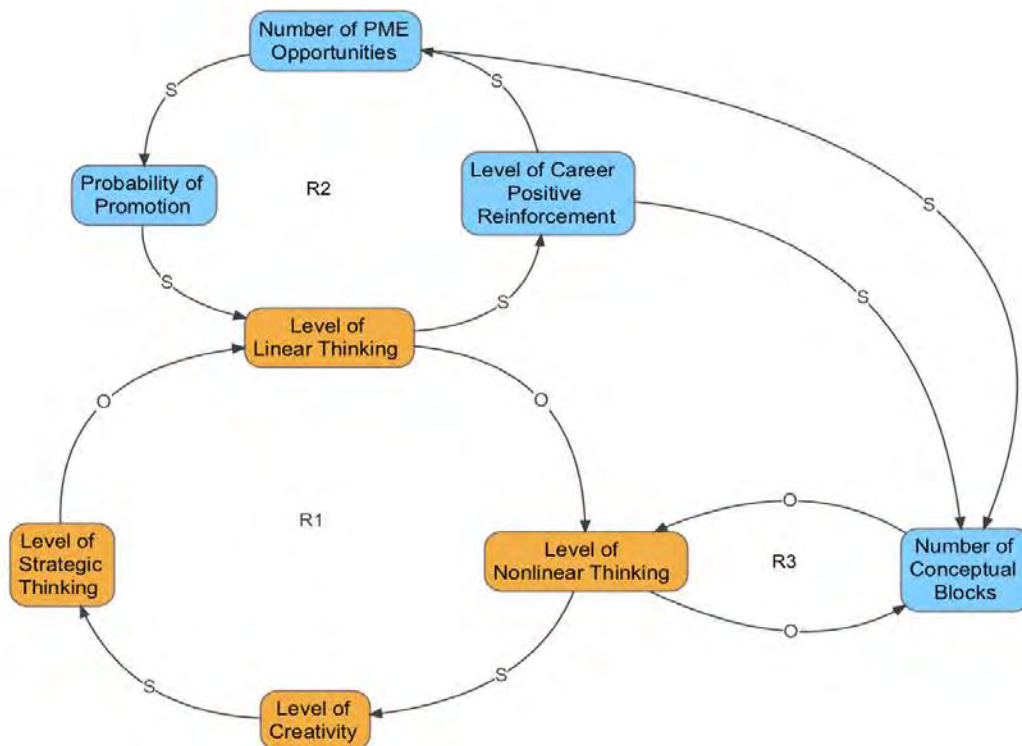 Number of PME
Opportunities
S
S
Probability of
Promotion
R2
Level of Career
Positive
Reinforcement
S
S
S
S
Level of
Linear Thinking
O
O
R1
O
Level of
Strategic
Thinking
Level of
Nonlinear Thinking
R3
Number of
Conceptual
Blocks
O
S
S
Level of
Creativity